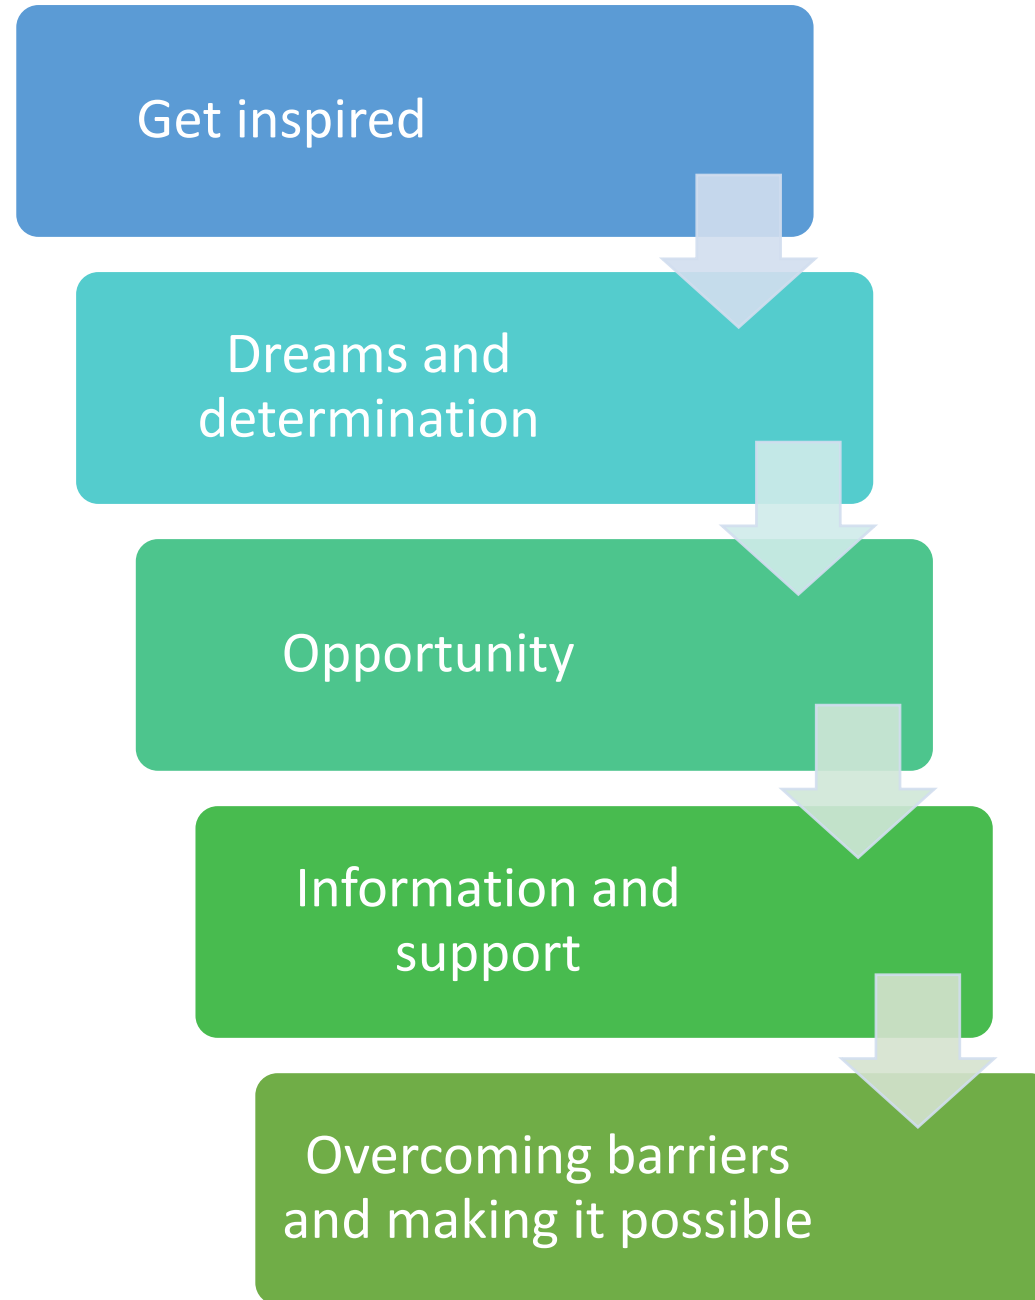 Get inspired
Dreams and
determination
Opportunity
Information and
support
Overcoming barriers
and making it possible